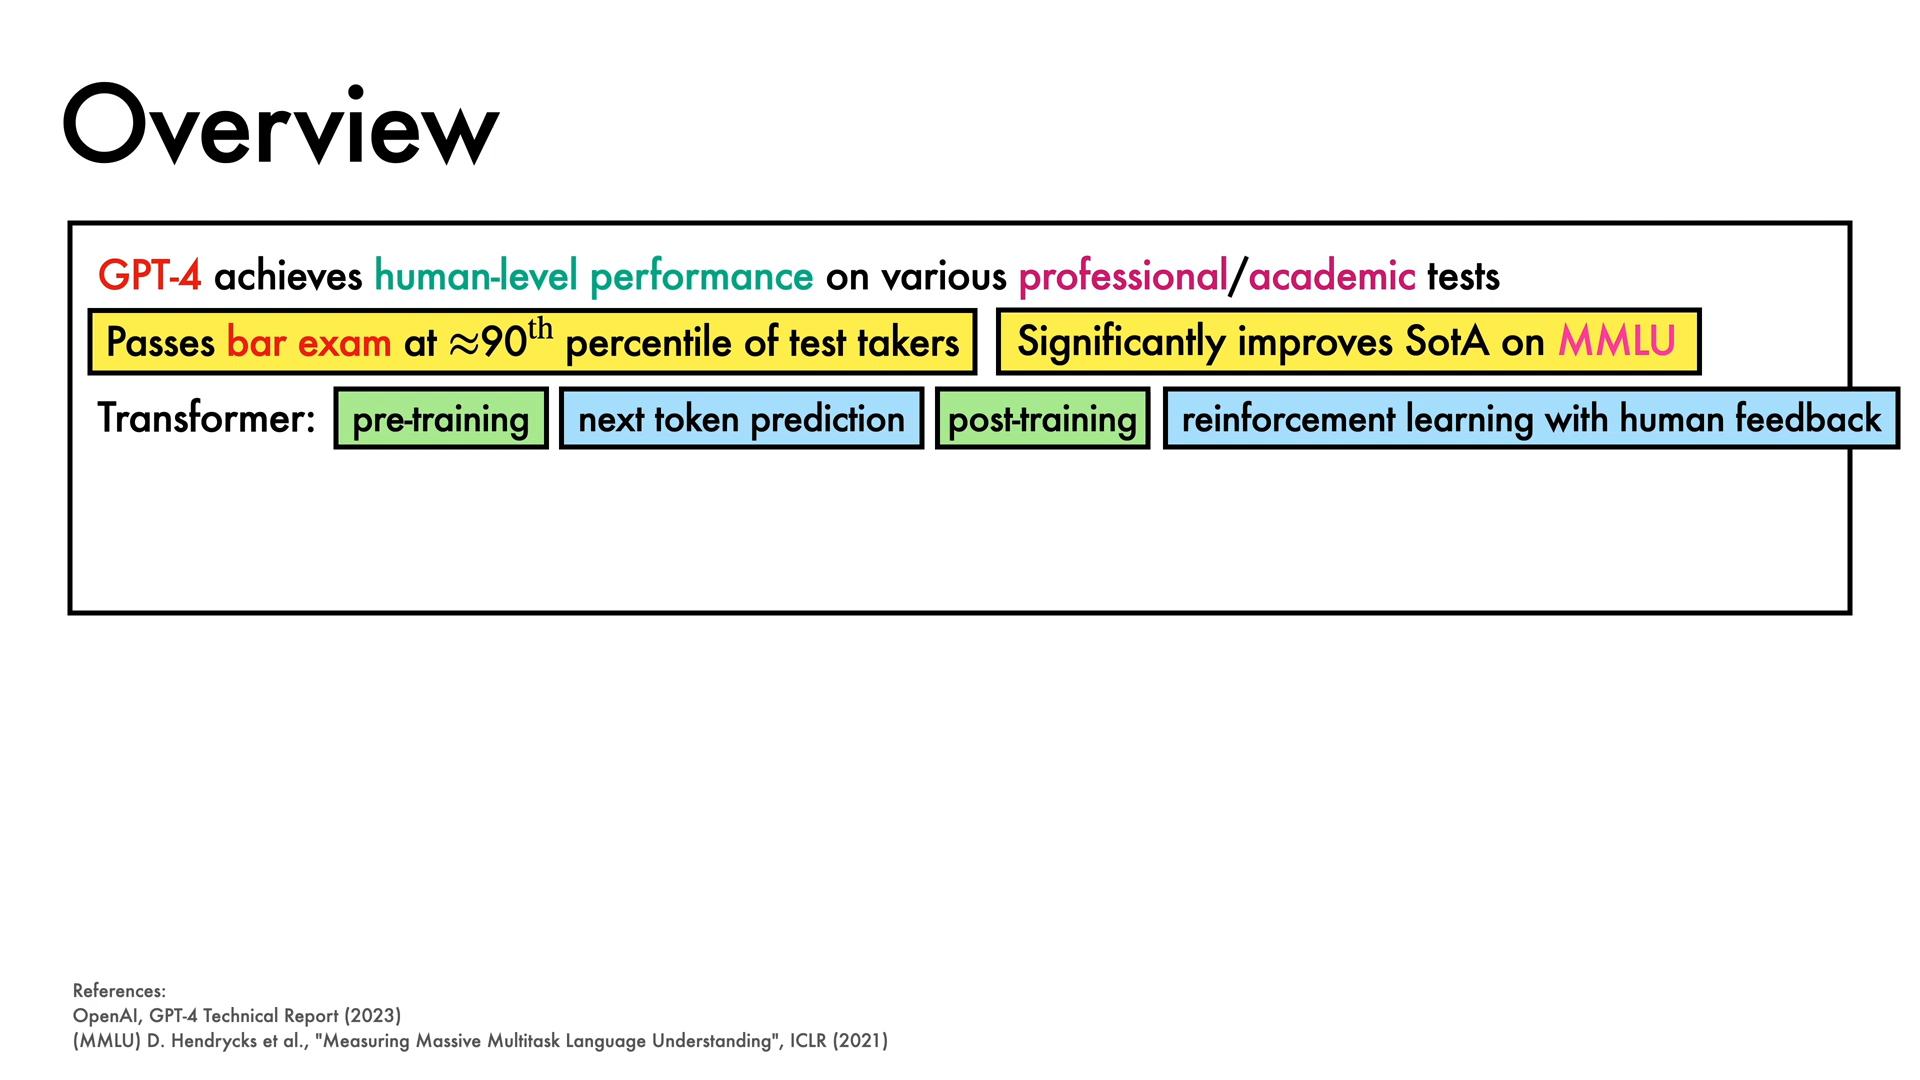 Overview
GPT-4 achieves human-level performance on various professional/academic tests
Passes bar exam at ≈90th percentile of test takers Significantly improves SotA on MMLU
Transformer: pre-training next token prediction post-training reinforcement learning with human feedback
References:
OpenAI, GPT-4 Technical Report (2023)
(MMLU) D. Hendrycks et al., "Measuring Massive Multitask Language Understanding", ICLR (2021)